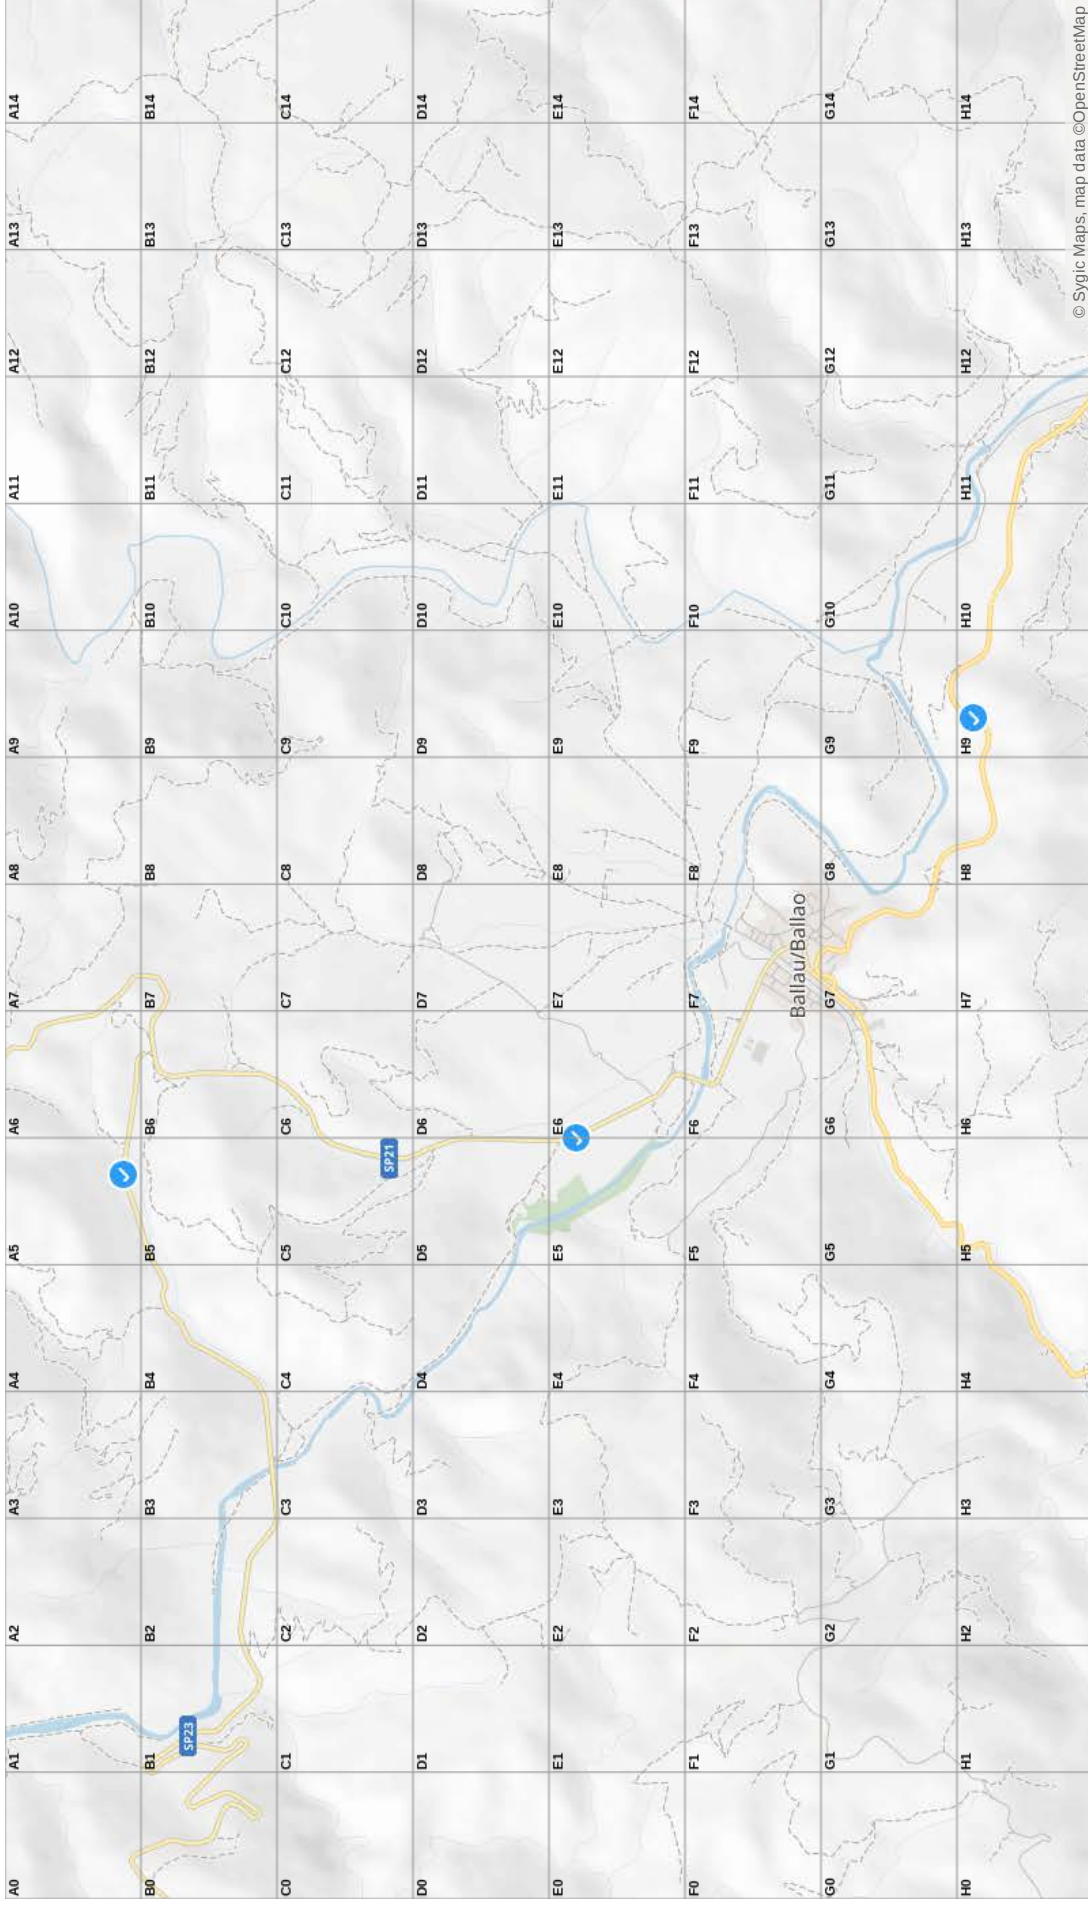 A0 A1 A2 A3 A4 A5 A6 A7 A8 A9 A10 A11 A12 A13 A14
B0 B1 B2 B3 B4 B5 B6 B7 B8 B9 B10 B11 B12 B13 B14
SP23
C0 C1 C2 C3 C4 C5 C6 C7 C8 C9 C10 C11 C12 C13 C14
SP21
D0 D1 D2 D3 D4 D5 D6 D7 D8 D9 D10 D11 D12 D13 D14
E0 E1 E2 E3 E4 E5 E6 E7 E8 E9 E10 E11 E12 E13 E14
F0 F1 F2 F3 F4 F5 F6 F7 F8 F9 F10 F11 F12 F13 F14
Ballau/Ballao
G0 G1 G2 G3 G4 G5 G6 G7 G8 G9 G10 G11 G12 G13 G14
H0 H1 H2 H3 H4 H5 H6 H7 H8 H9 H10 H11 H12 H13 H14
© Sygic Maps, map data ©OpenStreetMap